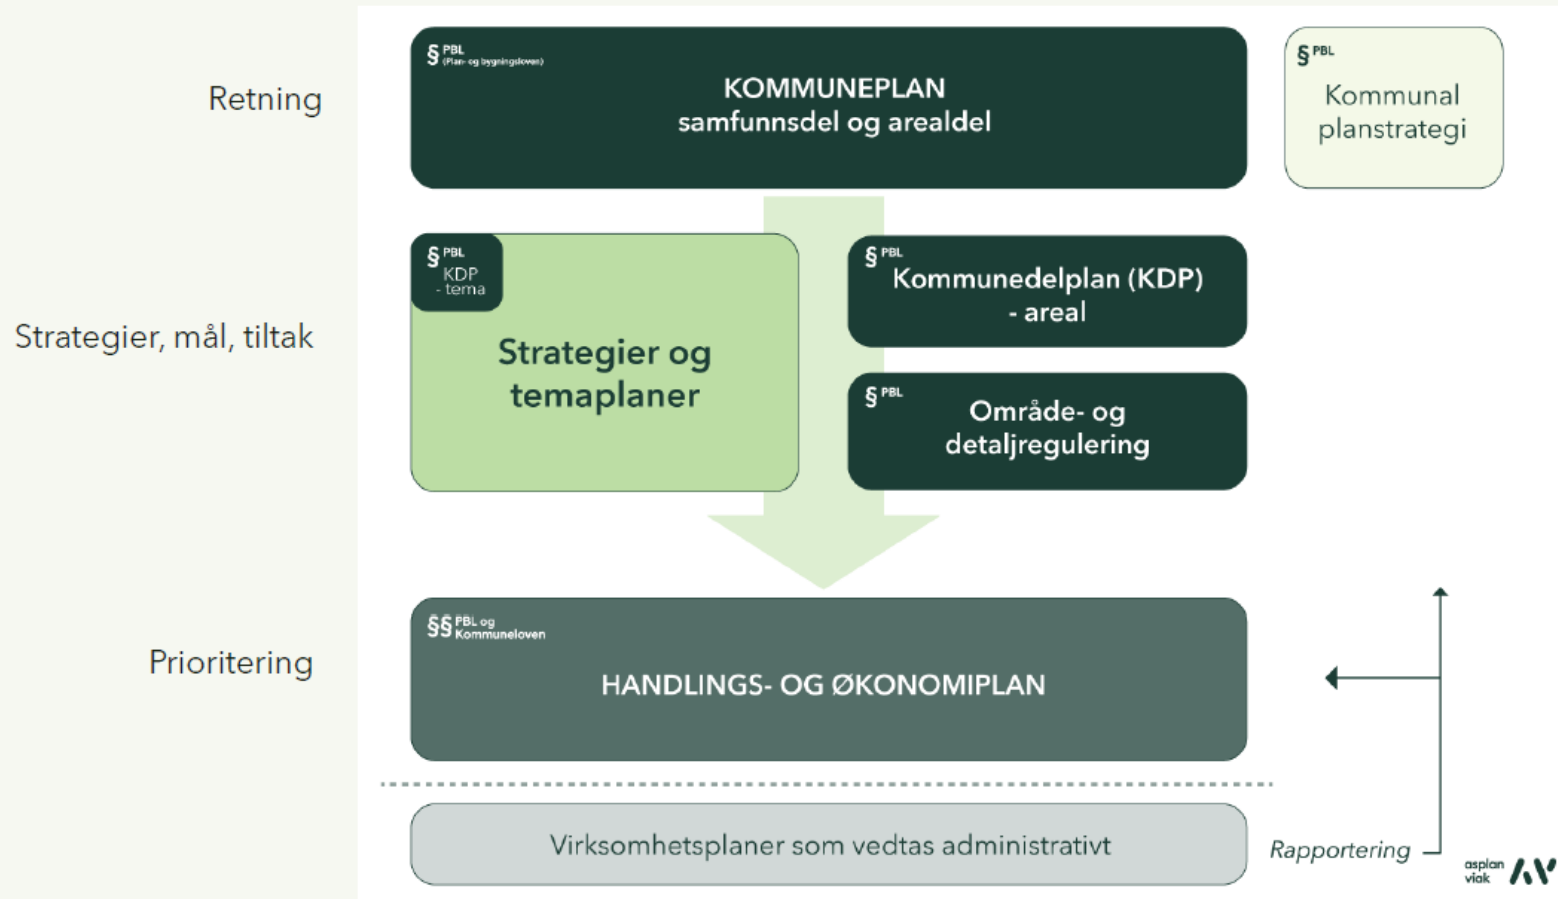 Retning
§ PBL
(Plan- og bygningsloven)
KOMMUNEPLAN
samfunnsdel og arealdel
§ PBL
Kommunal
planstrategi
Strategier, mål, tiltak
§ PBL
KDP
- tema
Strategier og
temaplaner
§ PBL
Kommunedelplan (KDP)
- areal
§ PBL
Område- og
detaljregulering
Prioritering
§§ PBL og
Kommuneloven
HANDLINGS- OG ØKONOMIPLAN
Virksomhetsplaner som vedtas administrativt
Rapportering
asplan
viak